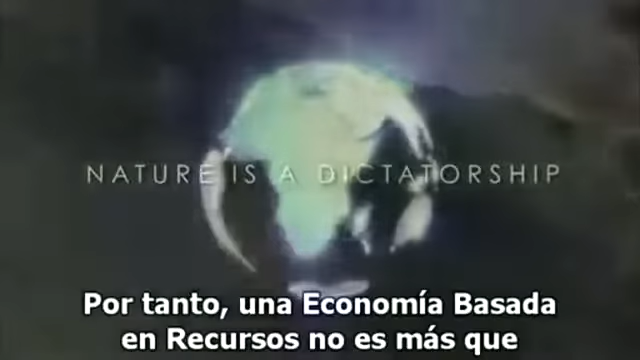 NATURE IS A DICTATORSHIP
Por tanto, una Economía Basada
en Recursos no es más que